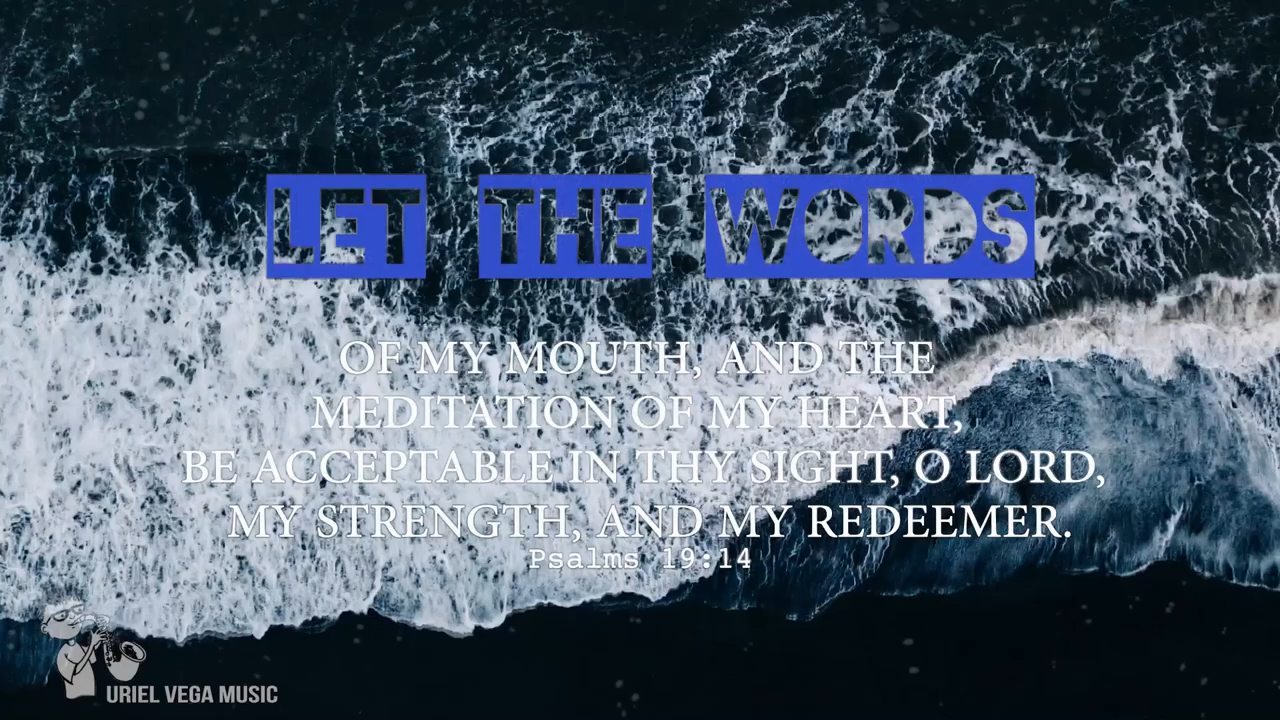 LET THE WORDS
OF MY MOUTH, AND THE
MEDITATION OF MY HEART,
BE ACCEPTABLE IN THY SIGHT, O LORD,
MY STRENGTH, AND MY REDEEMER.
Psalms 19:14
URIEL VEGA MUSIC